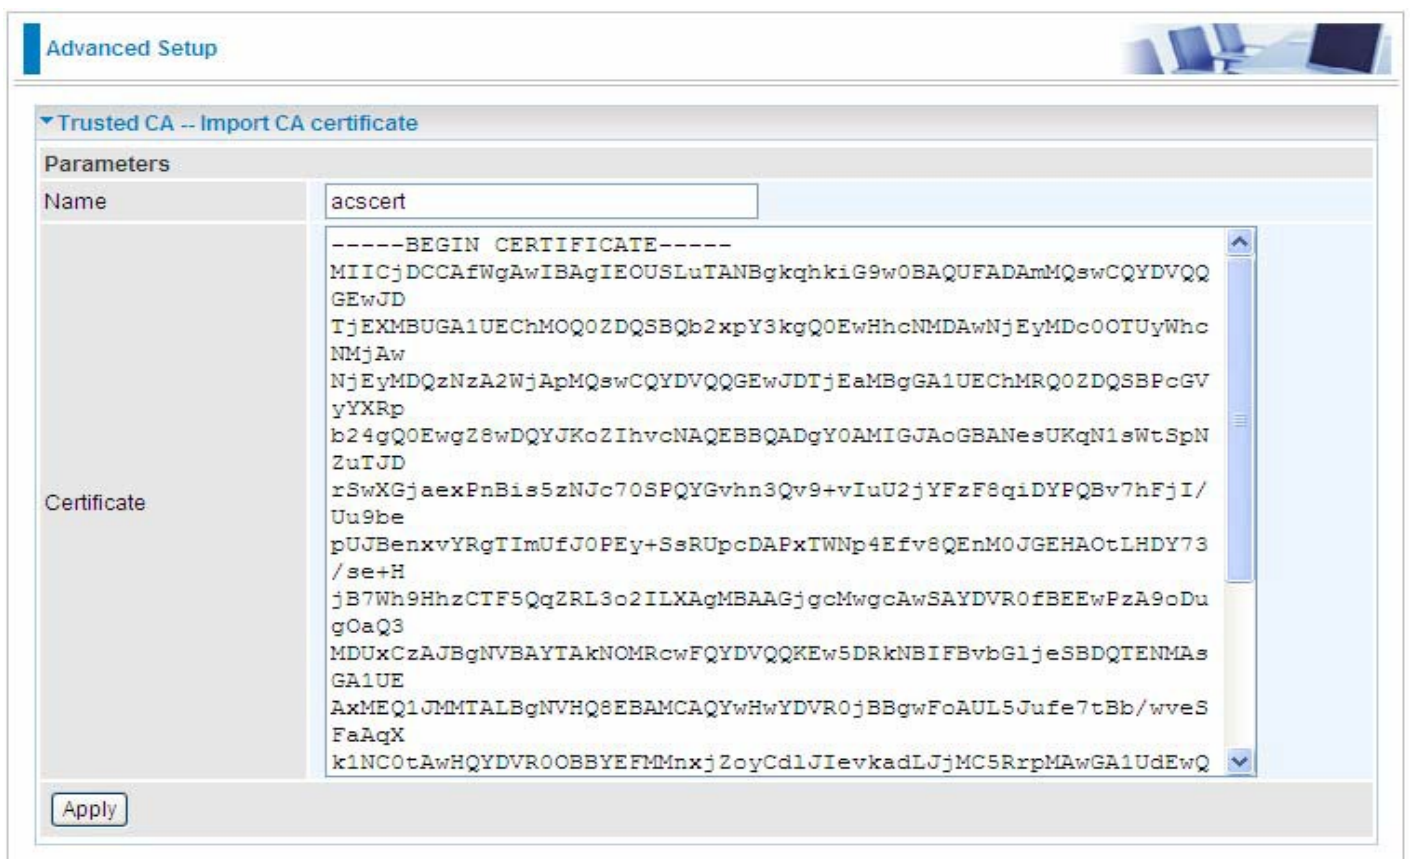 Advanced Setup
Trusted CA -- Import CA certificate
Parameters
Name
acscert
Certificate
-----BEGIN CERTIFICATE-----
MIICjDCCAfWgAwIBAgIEOUSLuTANBgkqhkiG9w0BAQUFADAmMQswCQYDVQQ
GEwJD
TjEXMBUGA1UEChMOQ0ZDQSBQb2xpY3kgQ0EwHhcNMDAwNjEyMDc0OTUyWhc
NMjAw
NjEyMDQzNzA2WjApMQswCQYDVQQGEwJDTjEaMBgGA1UEChMRQ0ZDQSBPcGV
yYXRp
b24gQ0EwgZ8wDQYJKoZIhvcNAQEBBQADgY0AMIGJAoGBANesUKqN1sWtSpN
ZuTJD
rSwXGjaexPnBis5zNJc70SPQYGvhn3Qv9+vIuU2jYFzF8qiDYPQBv7hFjI/
Uu9be
pUJBenxvYRgTImUfJ0PEy+SsRUpcDAPxTWNp4Efv8QEnM0JGEHAOtLHDY73
/se+H
jB7Wh9HhzCTF5QqZRL3o2ILXAgMBAAGjgcMwgcAwSAYDVR0fBEEwPzA9oDu
gOaQ3
MDUxCzAJBgNVBAYTAkNOMRcwFQYDVQQKEw5DRkNBIFBvbGljeSBDQTENMAs
GA1UE
AxMEQ1JMMTALBgNVHQ8EBAMCAQYwHwYDVR0jBBgwFoAUL5Jufe7tBb/wveS
FaAqX
k1NC0tAwHQYDVR0OBBYEFMMnxjZoyCdlJIevkadLJjMC5RrpMAwGA1UdEwQ
Apply